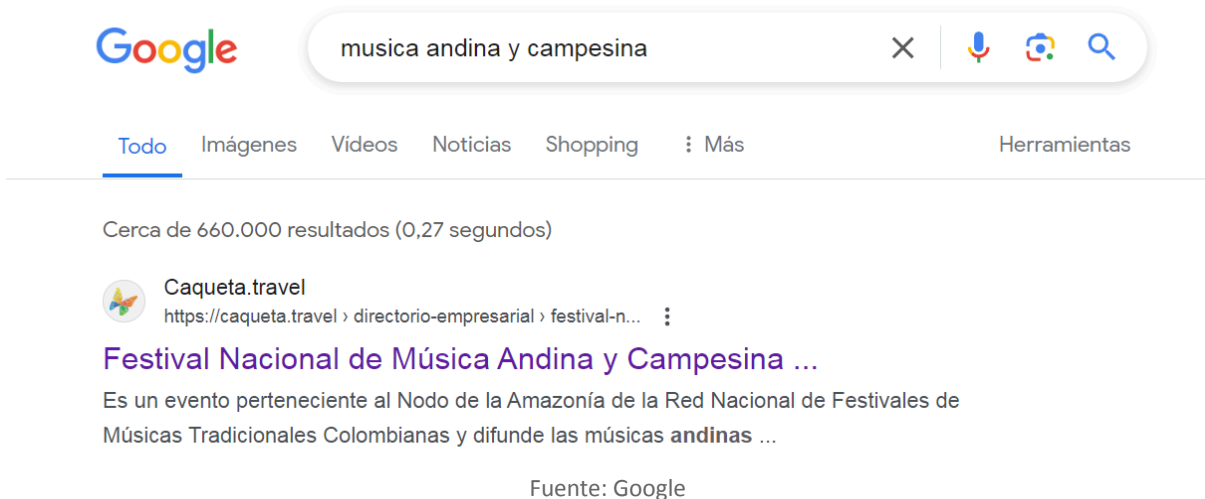 Google
musica andina y campesina
Todo Imágenes Vídeos Noticias Shopping Más Herramientas
Cerca de 660.000 resultados (0,27 segundos)
Caqueta.travel
https://caqueta.travel › directorio-empresarial › festival-n...
Festival Nacional de Música Andina y Campesina ...
Es un evento perteneciente al Nodo de la Amazonía de la Red Nacional de Festivales de
Músicas Tradicionales Colombianas y difunde las músicas andinas ...
Fuente: Google